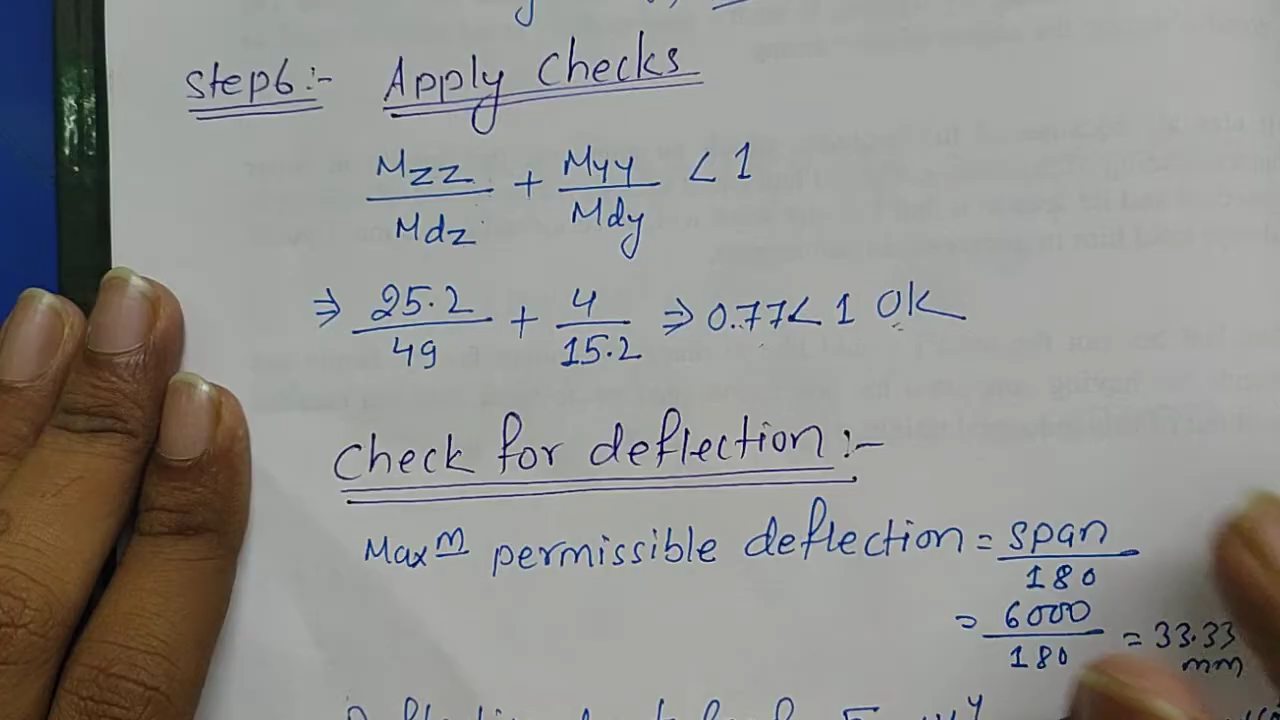 Step6:- Apply Checks
Mzz/Mdz + Myy/Mdy < 1
⇒ 25.2/49 + 4/15.2 ⇒ 0.77< 1 OK
Check for deflection:-
Maxᵐ permissible deflection = span/180
= 6000/180 = 33.33 mm